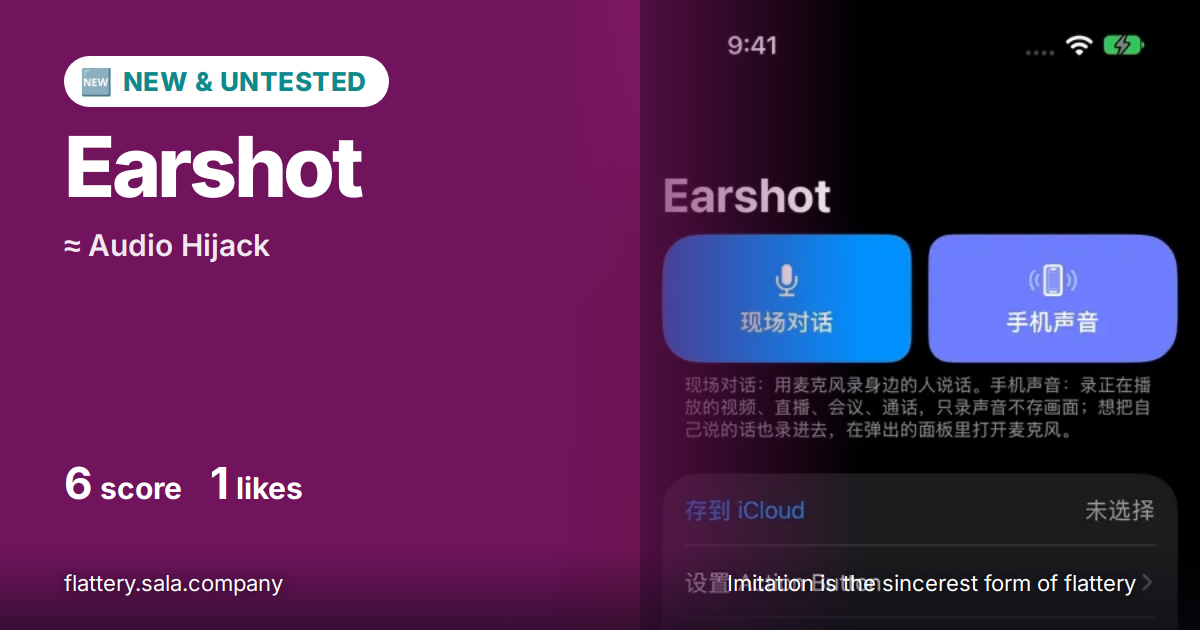 NEW NEW & UNTESTED
Earshot
≈ Audio Hijack
6 score 1 likes
flattery.sala.company
9:41
Earshot
现场对话
手机声音
现场对话：用麦克风录身边的人说话。手机声音：录正在播
放的视频、直播、会议、通话，只录声音不存画面；想把自
己说的话也录进去，在弹出的面板里打开麦克风。
存到 iCloud 未选择
设置 Action Button
Imitation is the sincerest form of flattery